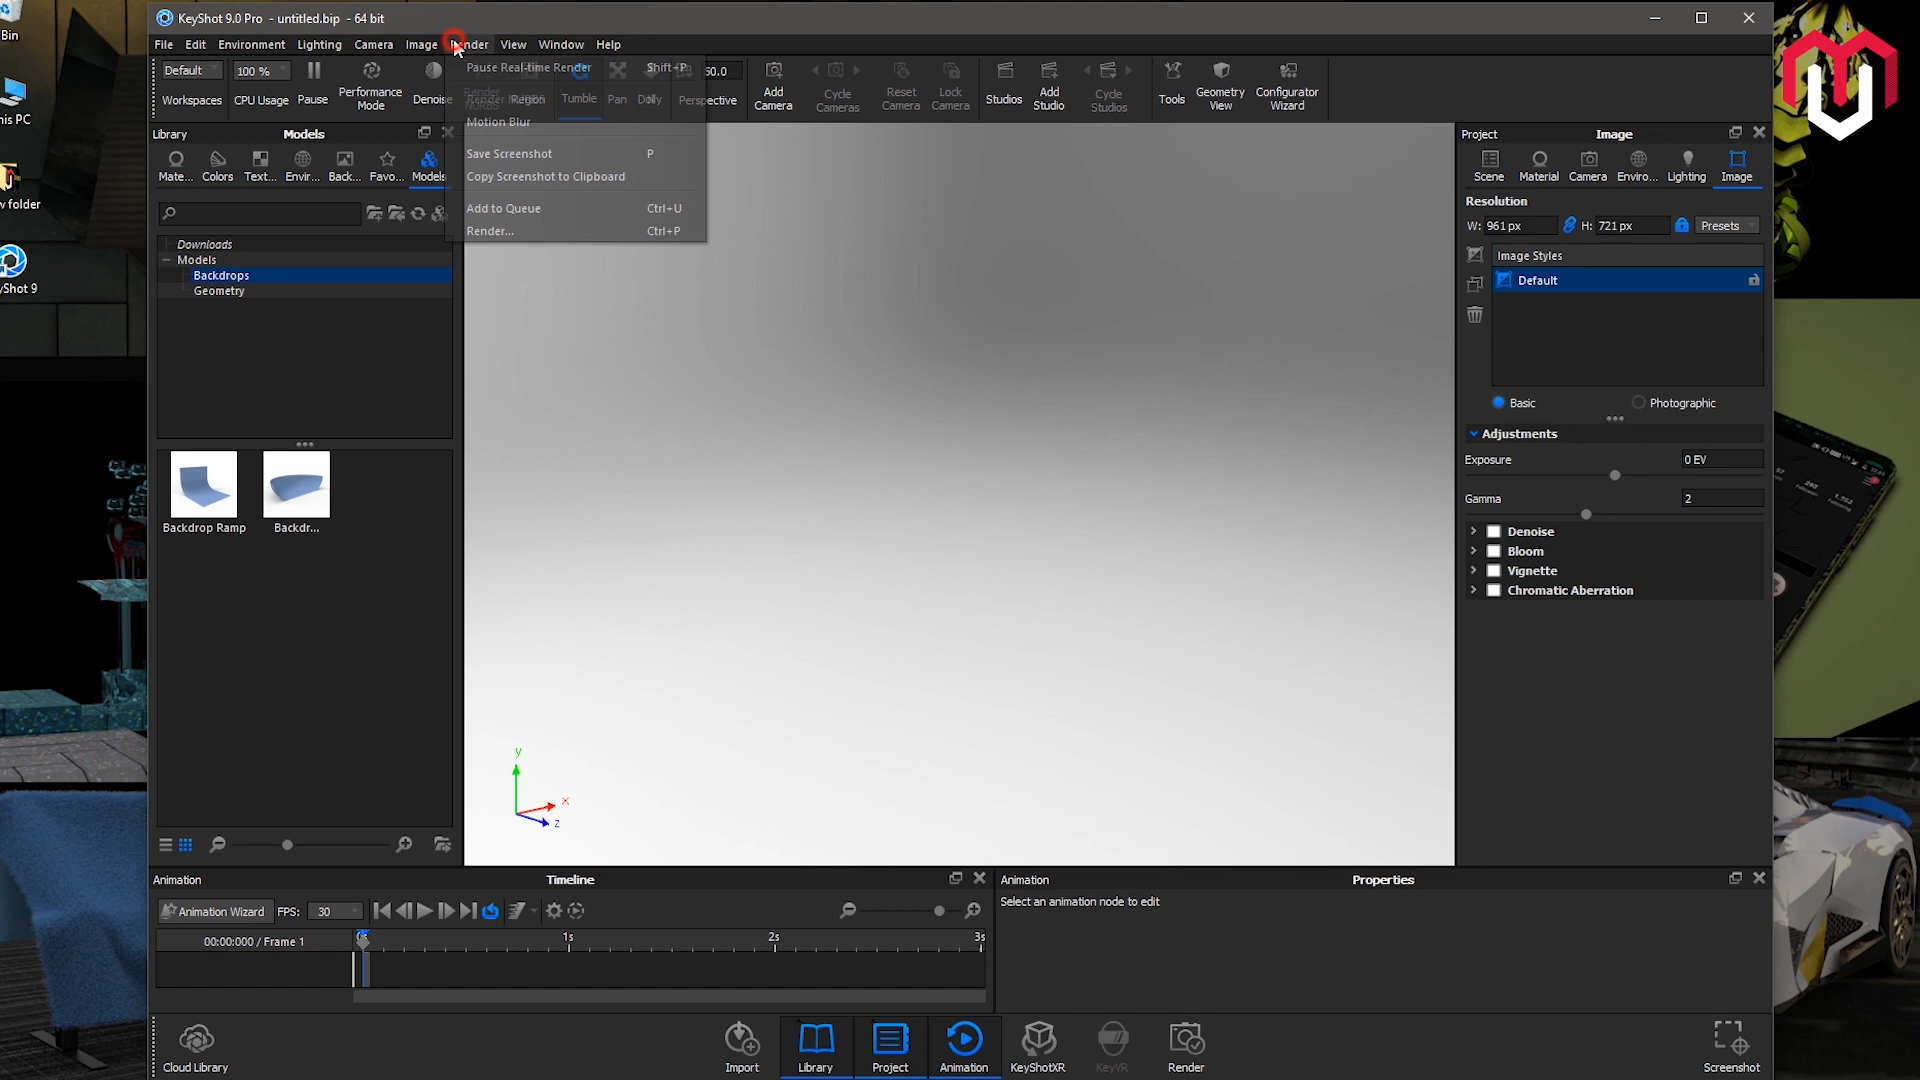 KeyShot 9.0 Pro - untitled.bip - 64 bit
File Edit Environment Lighting Camera Image Render View Window Help
Default
Workspaces
100 %
CPU Usage
Pause
Performance Mode
Denoise
Tumble
Pan
Dolly
Perspective
50.0
Add Camera
Cycle Cameras
Reset Camera
Lock Camera
Studios
Add Studio
Cycle Studios
Tools
Geometry View
Configurator Wizard
Pause Real-time Render Shift+P
Render Region
Motion Blur
Save Screenshot P
Copy Screenshot to Clipboard
Add to Queue Ctrl+U
Render... Ctrl+P
Bin
his PC
w folder
yShot 9
Library Models
Mate... Colors Text... Envir... Back... Favo... Models
Downloads
Models
Backdrops
Geometry
Backdrop Ramp Backdr...
y
x
z
Project Image
Scene Material Camera Enviro... Lighting Image
Resolution
W: 961 px H: 721 px Presets
Image Styles
Default
Basic Photographic
Adjustments
Exposure 0 EV
Gamma 2
Denoise
Bloom
Vignette
Chromatic Aberration
Animation Timeline
Animation Wizard FPS: 30
00:00:000 / Frame 1
1s 2s 3s
Animation Properties
Select an animation node to edit
Cloud Library Import Library Project Animation KeyShotXR KeyVR Render Screenshot